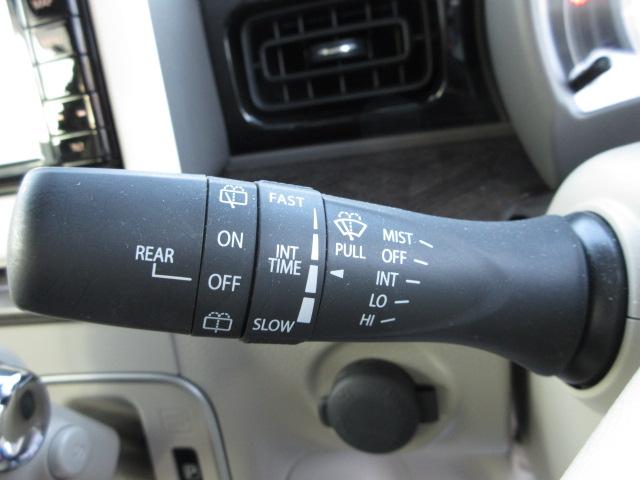 REAR
ON
OFF
FAST
INT
TIME
SLOW
PULL
MIST
OFF
INT
LO
HI
P